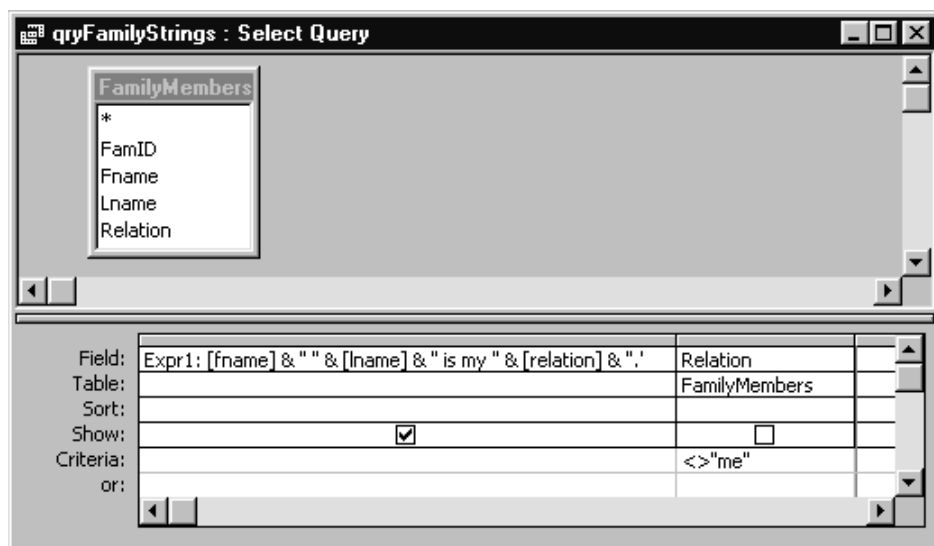 qryFamilyStrings : Select Query
FamilyMembers
*
FamID
Fname
Lname
Relation
Field: Expr1: [fname] & " " & [lname] & " is my " & [relation] & ".' Relation
Table: FamilyMembers
Sort:
Show:
Criteria: <>"me"
or: